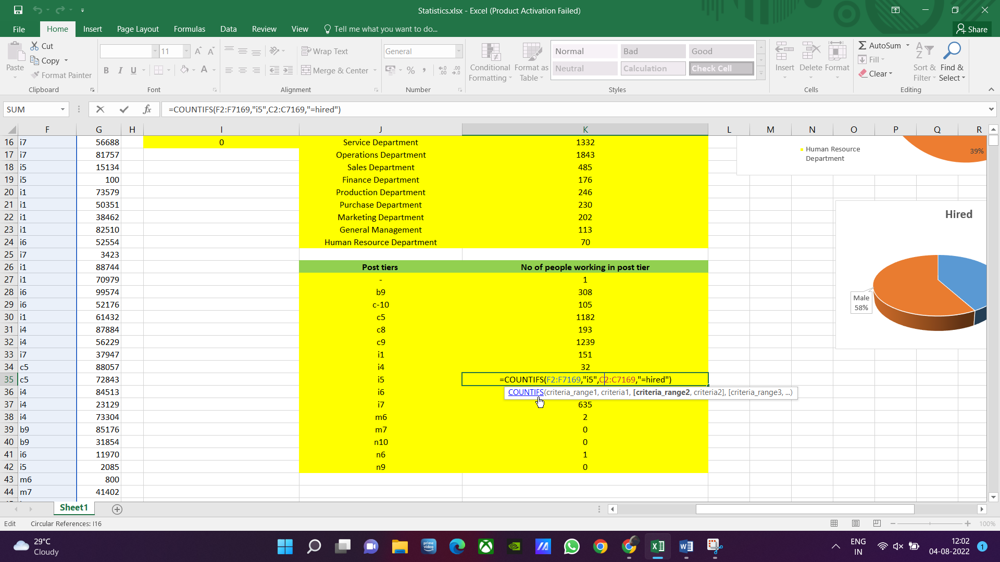 Statistics.xlsx - Excel (Product Activation Failed)
File Home Insert Page Layout Formulas Data Review View Tell me what you want to do... Share
Paste Cut
Copy
Format Painter
Clipboard
11
B I U A
Font
Wrap Text
Merge & Center
Alignment
General
%
Number
Conditional Formatting
Format as Table
Normal Bad Good
Neutral Calculation Check Cell
Styles
Insert Delete Format
Cells
AutoSum
Fill
Clear
Sort & Filter
Find & Select
Editing
SUM fx =COUNTIFS(F2:F7169,"i5",C2:C7169,"=hired")
F G H I J K L M N O P Q R
16 i7 56688 0 Service Department 1332
17 i7 81757 Operations Department 1843
18 i5 15134 Sales Department 485
19 i5 100 Finance Department 176
20 i1 73579 Production Department 246
21 i1 50351 Purchase Department 230
22 i1 38462 Marketing Department 202
23 i1 82510 General Management 113
24 i6 52554 Human Resource Department 70
25 i7 3423
26 i1 88744 Post tiers No of people working in post tier
27 i1 70979 - 1
28 i6 99574 b9 308
29 i6 52176 c-10 105
30 i1 61432 c5 1182
31 i4 87884 c8 193
32 i4 56229 c9 1239
33 i7 37947 i1 151
34 c5 88057 i4 32
35 c5 72843 i5 =COUNTIFS(F2:F7169,"i5",C2:C7169,"=hired")
36 i4 84513 i6 COUNTIFS(criteria_range1, criteria1, [criteria_range2, criteria2], [criteria_range3, ...)
37 i4 23129 i7 635
38 i4 73304 m6 2
39 b9 85176 m7 0
40 b9 31854 n10 0
41 i6 11970 n6 1
42 i5 2085 n9 0
43 m6 800
44 m7 41402
Human Resource
Department
39%
Hired
Male
58%
Sheet1
Edit Circular References: I16 100%
29°C
Cloudy
prime video
ENG
IN
12:02
04-08-2022
1